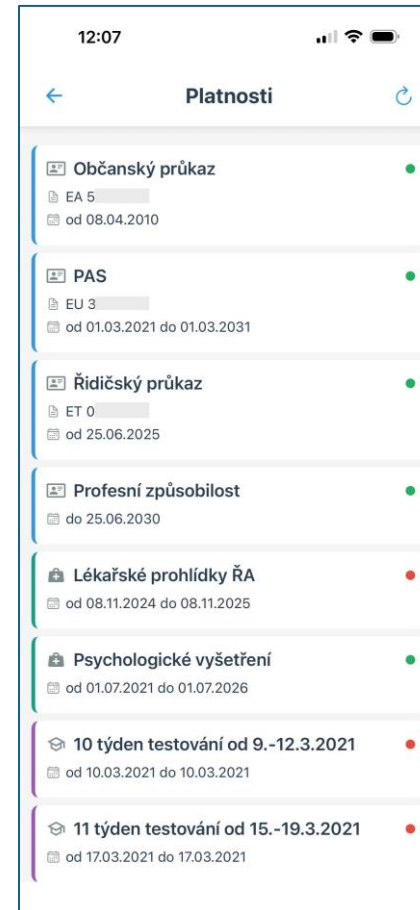 12:07
Platnosti
Občanský průkaz
EA 5
od 08.04.2010
PAS
EU 3
od 01.03.2021 do 01.03.2031
Řidičský průkaz
ET 0
od 25.06.2025
Profesní způsobilost
do 25.06.2030
Lékařské prohlídky ŘA
od 08.11.2024 do 08.11.2025
Psychologické vyšetření
od 01.07.2021 do 01.07.2026
10 týden testování od 9.-12.3.2021
od 10.03.2021 do 10.03.2021
11 týden testování od 15.-19.3.2021
od 17.03.2021 do 17.03.2021